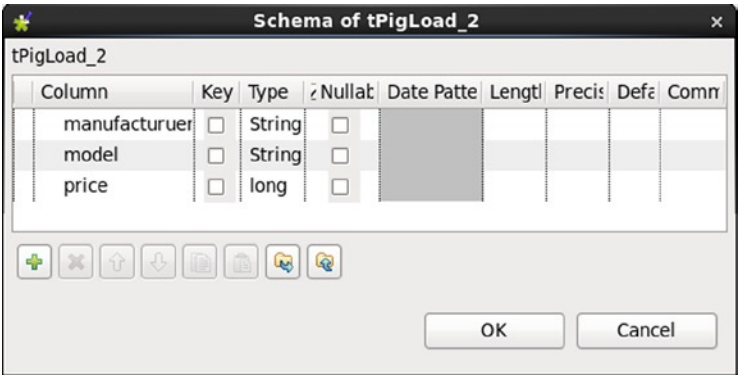 Schema of tPigLoad_2 ×
tPigLoad_2
Column Key Type Nullab Date Patte Lengtl Precis Defa Comm
manufacturuer String
model String
price long
OK Cancel